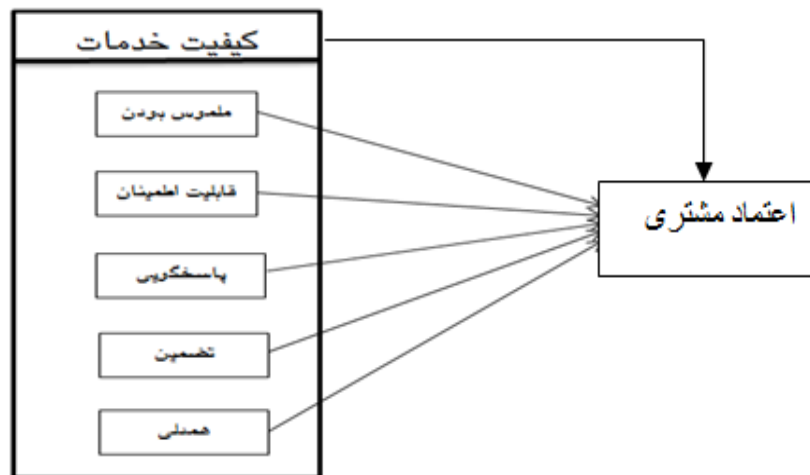 کیفیت خدمات
ملموس بودن
قابلیت اطمینان
پاسخگویی
تضمین
همدلی
اعتماد مشتری